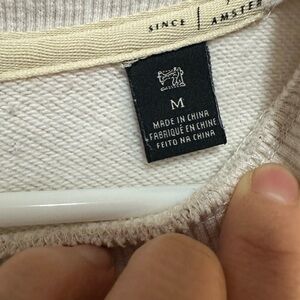 SINCE
AMSTER
M
MADE IN CHINA
FABRIQUÉ EN CHINE
FEITO NA CHINA